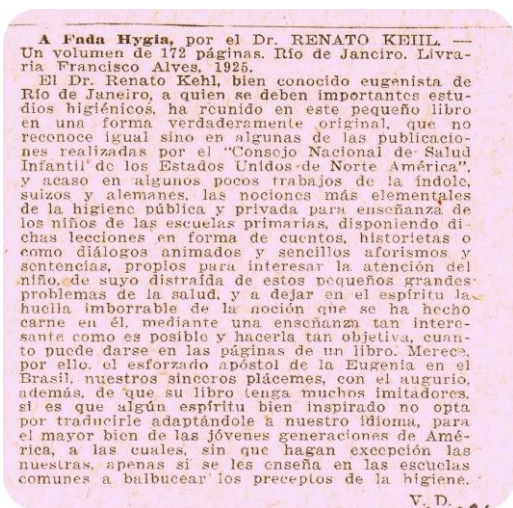 A Fada Hygia, por el Dr. RENATO KEHL. —
Un volumen de 172 páginas. Río de Janeiro. Livra-
ria Francisco Alves, 1925.
El Dr. Renato Kehl, bien conocido eugenista de
Río de Juneiro, a quien se deben importantes estu-
dios higiénicos, ha reunido en este pequeño libro
en una forma verdaderamente original, que no
reconoce igual sino en algunas de las publicacio-
nes realizadas por el "Consejo Nacional de Salud
Infantil de los Estados Unidos de Norte América",
y acaso en algunos pocos trabajos de la índole,
suizos y alemanes, las nociones más elementales
de la higiene pública y privada para enseñanza de
los niños de las escuelas primarias, disponiendo di-
chas lecciones en forma de cuentos, historietas o
como diálogos animados y sencillos aforismos y
sentencias, propios para interesar la atención del
niño, de suyo distraída de estos pequeños grandes
problemas de la salud, y a dejar en el espíritu la
huella imborrable de la noción que se ha hecho
carne en él, mediante una enseñanza tan intere-
sante como es posible y hacerla tan objetiva, cuan-
to puede darse en las páginas de un libro. Merece,
por ello, el esforzado apóstol de la Eugenia en el
Brasil, nuestros sinceros plácemes, con el augurio,
además, de que su libro tenga muchos imitadores,
si es que algún espíritu bien inspirado no opta
por traducirle adaptándole a nuestro idioma, para
el mayor bien de las jóvenes generaciones de Amé-
rica, a las cuales, sin que hagan excepción las
nuestras, apenas si se les enseña en las escuelas
comunes a balbucear los preceptos de la higiene.
V. D.